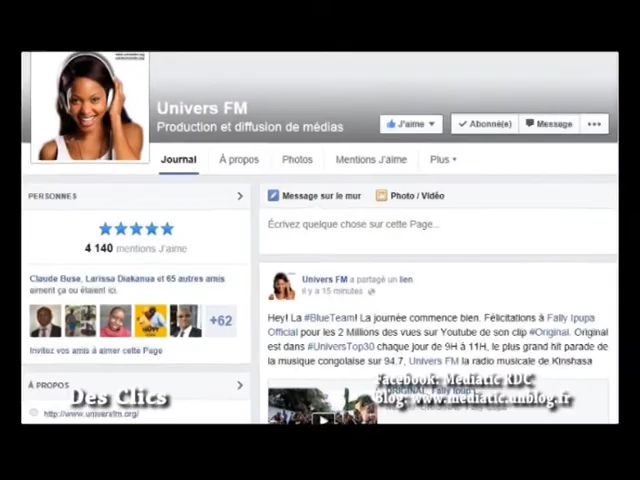 Univers FM
Production et diffusion de médias
J'aime
Abonné(e)
Message
Journal
À propos
Photos
Mentions J'aime
Plus
PERSONNES
4 140 mentions J'aime
Claude Buse, Larissa Diakanua et 65 autres amis
aiment ça ou étaient ici.
+62
Invitez vos amis à aimer cette Page
À PROPOS
http://www.universfm.org/
Message sur le mur
Photo / Vidéo
Écrivez quelque chose sur cette Page...
Univers FM a partagé un lien
il y a 15 minutes
Hey! La #BlueTeam! La journée commence bien. Félicitations à Fally Ipupa
Official pour les 2 Millions des vues sur Youtube de son clip #Original. Original
est dans #UniversTop30 chaque jour de 9H à 11H, le plus grand hit parade de
la musique congolaise sur 94.7, Univers FM la radio musicale de Kinshasa
Des Clics
Facebook: Mediatic RDC
Blog: www.mediatic.unblog.fr